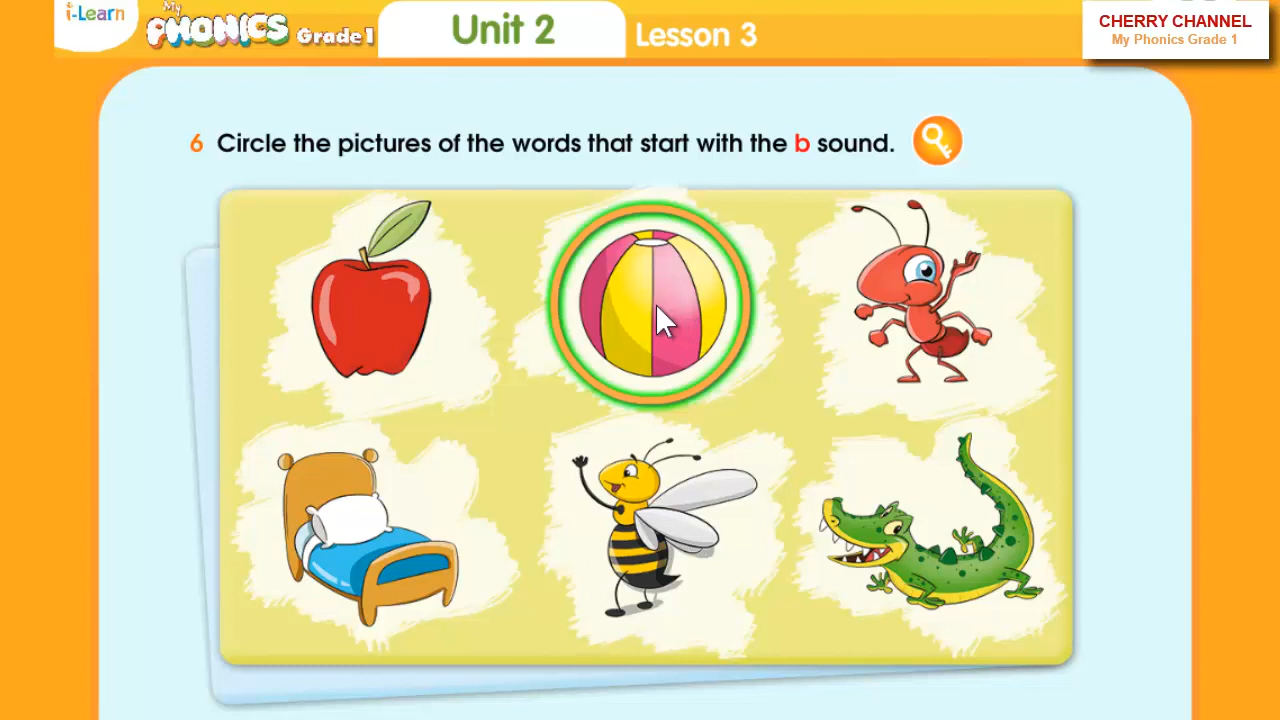 i-Learn
My
PHONICS Grade 1
Unit 2
Lesson 3
CHERRY CHANNEL
My Phonics Grade 1
6 Circle the pictures of the words that start with the b sound.